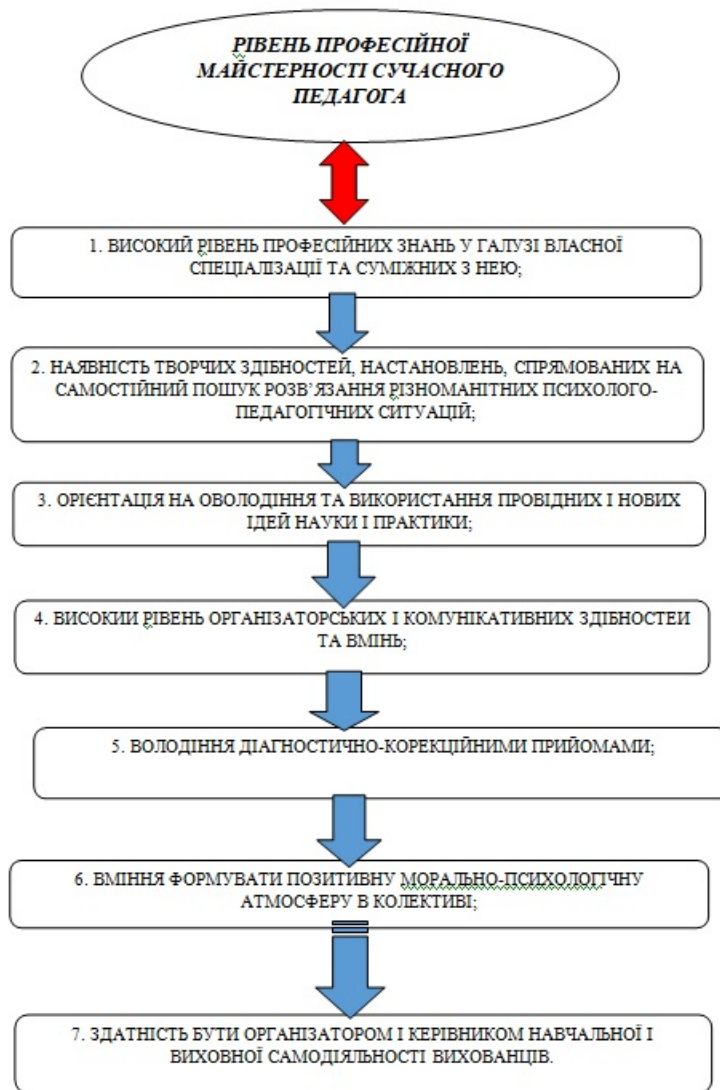 РІВЕНЬ ПРОФЕСІЙНОЇ
МАЙСТЕРНОСТІ СУЧАСНОГО
ПЕДАГОГА
1. ВИСОКИЙ РІВЕНЬ ПРОФЕСІЙНИХ ЗНАНЬ У ГАЛУЗІ ВЛАСНОЇ
СПЕЦІАЛІЗАЦІЇ ТА СУМІЖНИХ З НЕЮ;
2. НАЯВНІСТЬ ТВОРЧИХ ЗДІБНОСТЕЙ, НАСТАНОВЛЕНЬ, СПРЯМОВАНИХ НА
САМОСТІЙНИЙ ПОШУК РОЗВ’ЯЗАННЯ РІЗНОМАНІТНИХ ПСИХОЛОГО-
ПЕДАГОГІЧНИХ СИТУАЦІЙ;
3. ОРІЄНТАЦІЯ НА ОВОЛОДІННЯ ТА ВИКОРИСТАННЯ ПРОВІДНИХ І НОВИХ
ІДЕЙ НАУКИ І ПРАКТИКИ;
4. ВИСОКИЙ РІВЕНЬ ОРГАНІЗАТОРСЬКИХ І КОМУНІКАТИВНИХ ЗДІБНОСТЕЙ
ТА ВМІНЬ;
5. ВОЛОДІННЯ ДІАГНОСТИЧНО-КОРЕКЦІЙНИМИ ПРИЙОМАМИ;
6. ВМІННЯ ФОРМУВАТИ ПОЗИТИВНУ МОРАЛЬНО-ПСИХОЛОГІЧНУ
АТМОСФЕРУ В КОЛЕКТИВІ;
7. ЗДАТНІСТЬ БУТИ ОРГАНІЗАТОРОМ І КЕРІВНИКОМ НАВЧАЛЬНОЇ І
ВИХОВНОЇ САМОДІЯЛЬНОСТІ ВИХОВАНЦІВ.